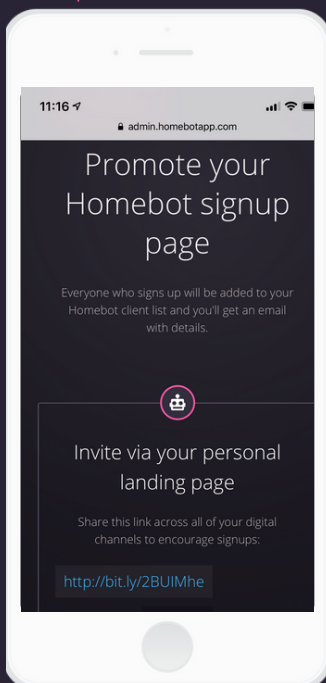 11:16
admin.homebotapp.com
Promote your
Homebot signup
page
Everyone who signs up will be added to your
Homebot client list and you'll get an email
with details.
Invite via your personal
landing page
Share this link across all of your digital
channels to encourage signups:
http://bit.ly/2BUIMhe